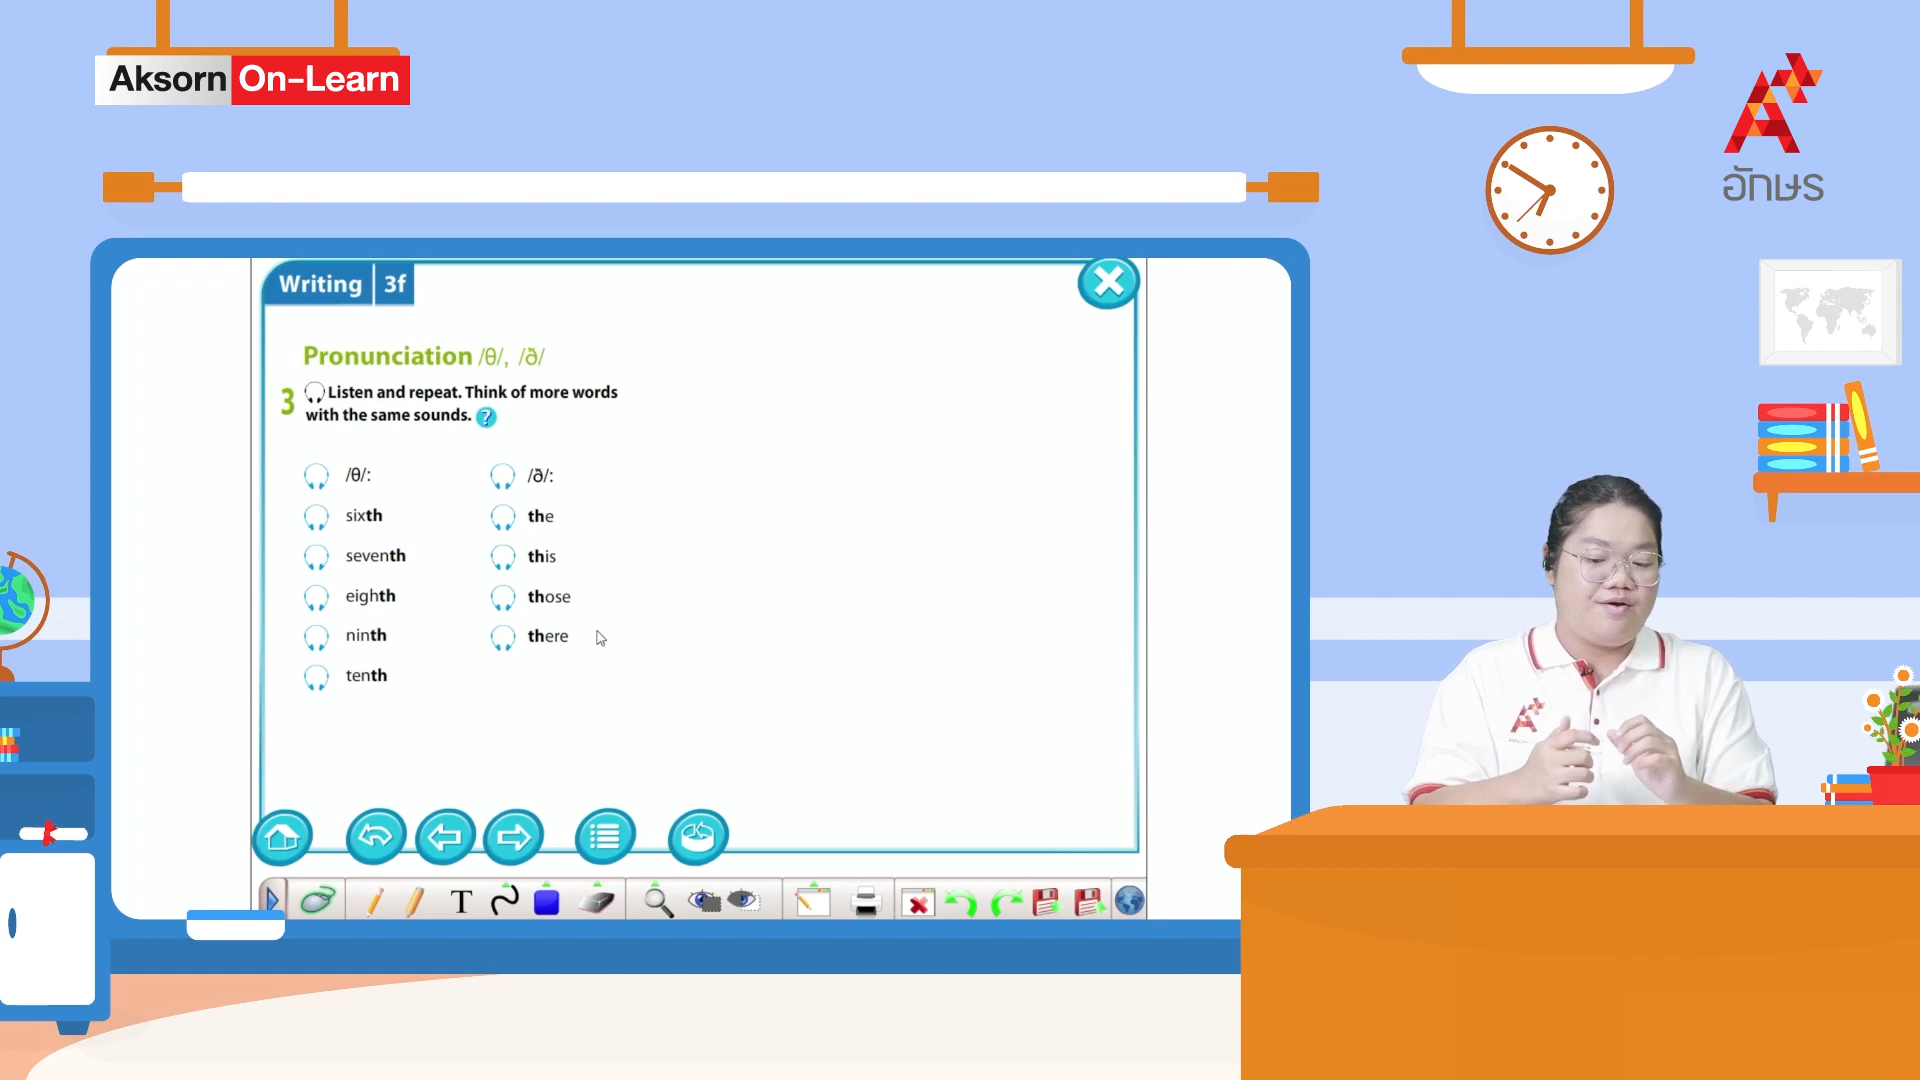 Aksorn On-Learn
อักษร
Writing 3f
Pronunciation /θ/, /ð/
3 Listen and repeat. Think of more words
with the same sounds. ?
/θ/:
sixth
seventh
eighth
ninth
tenth
/ð/:
the
this
those
there
T